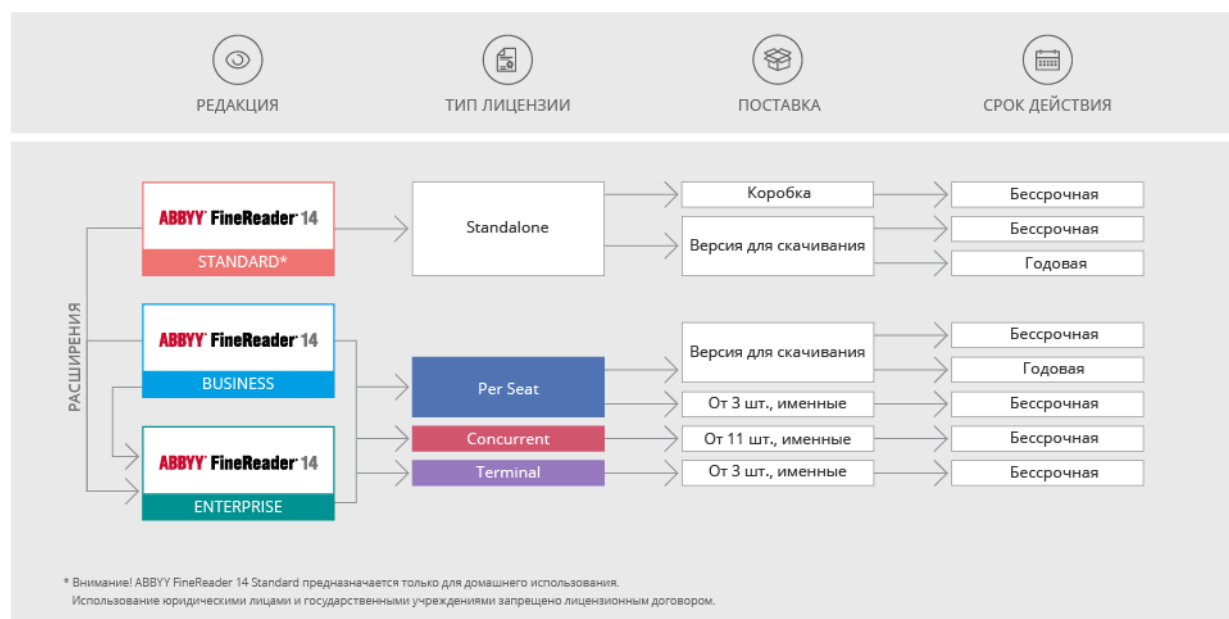 РЕДАКЦИЯ
ТИП ЛИЦЕНЗИИ
ПОСТАВКА
СРОК ДЕЙСТВИЯ
РАСШИРЕНИЯ
ABBYY FineReader 14
STANDARD*
Standalone
Коробка
Бессрочная
Версия для скачивания
Бессрочная
Годовая
ABBYY FineReader 14
BUSINESS
Per Seat
Версия для скачивания
Бессрочная
Годовая
От 3 шт., именные
Бессрочная
ABBYY FineReader 14
ENTERPRISE
Concurrent
От 11 шт., именные
Бессрочная
Terminal
От 3 шт., именные
Бессрочная
* Внимание! ABBYY FineReader 14 Standard предназначается только для домашнего использования.
Использование юридическими лицами и государственными учреждениями запрещено лицензионным договором.